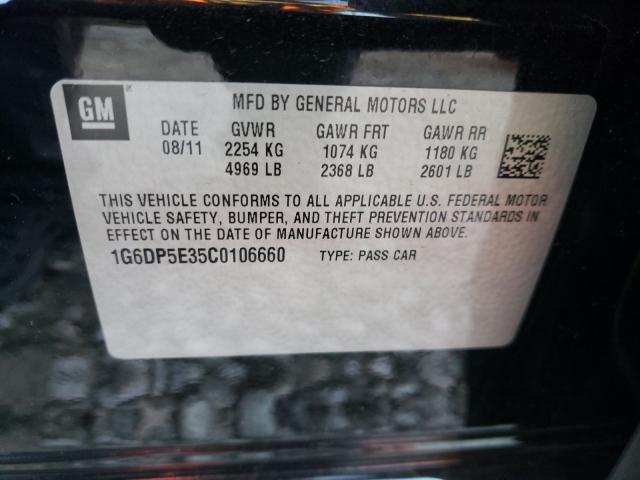 GM
MFD BY GENERAL MOTORS LLC
DATE GVWR GAWR FRT GAWR RR
08/11 2254 KG 1074 KG 1180 KG
4969 LB 2368 LB 2601 LB
THIS VEHICLE CONFORMS TO ALL APPLICABLE U.S. FEDERAL MOTOR
VEHICLE SAFETY, BUMPER, AND THEFT PREVENTION STANDARDS IN
EFFECT ON THE DATE OF MANUFACTURE SHOWN ABOVE.
1G6DP5E35C0106660 TYPE: PASS CAR